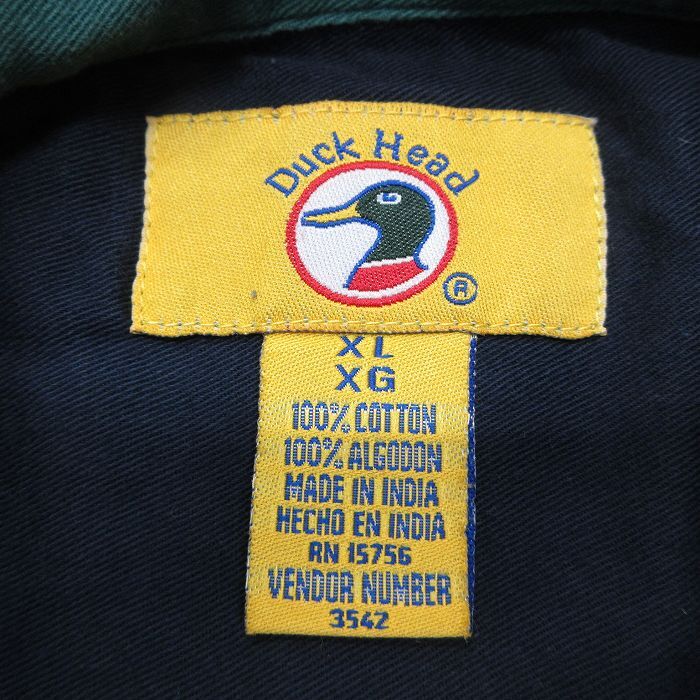 Duck Head
®
XL
XG
100% COTTON
100% ALGODON
MADE IN INDIA
HECHO EN INDIA
RN 15756
VENDOR NUMBER
3542